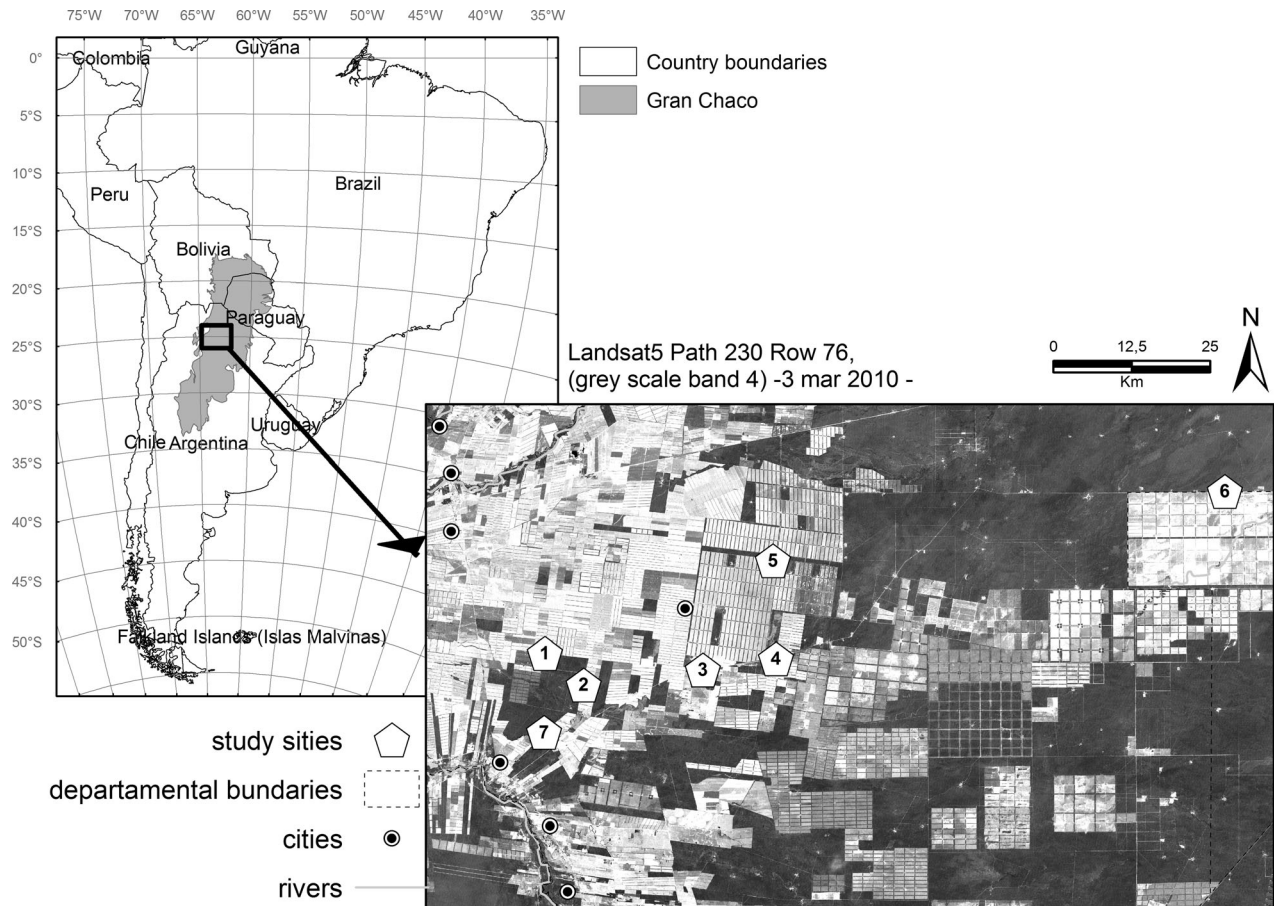 75°W 70°W 65°W 60°W 55°W 50°W 45°W 40°W 35°W
0°
5°S
10°S
15°S
20°S
25°S
30°S
35°S
40°S
45°S
50°S
Colombia
Guyana
Peru
Brazil
Bolivia
Paraguay
Uruguay
Chile
Argentina
Falkland Islands (Islas Malvinas)
Country boundaries
Gran Chaco
Landsat5 Path 230 Row 76,
(grey scale band 4) -3 mar 2010 -
0 12,5 25
Km
N
6
5
1
2
3
4
7
study sities
departamental bundaries
cities
rivers